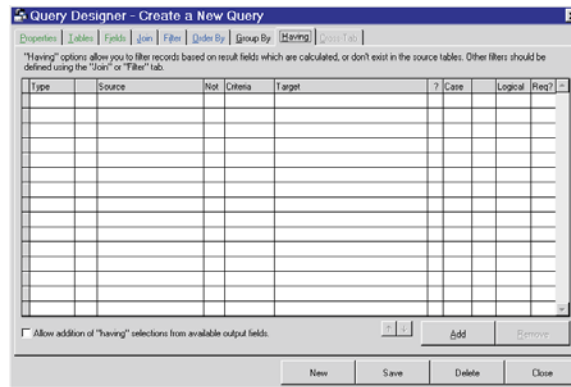 Query Designer - Create a New Query
Properties Tables Fields Join Filter Order By Group By Having Cross-Tab
"Having" options allow you to filter records based on result fields which are calculated, or don't exist in the source tables. Other filters should be
defined using the "Join" or "Filter" tab.
Type Source Not Criteria Target ? Case Logical Req?
Allow addition of "having" selections from available output fields.
Add Remove
New Save Delete Close